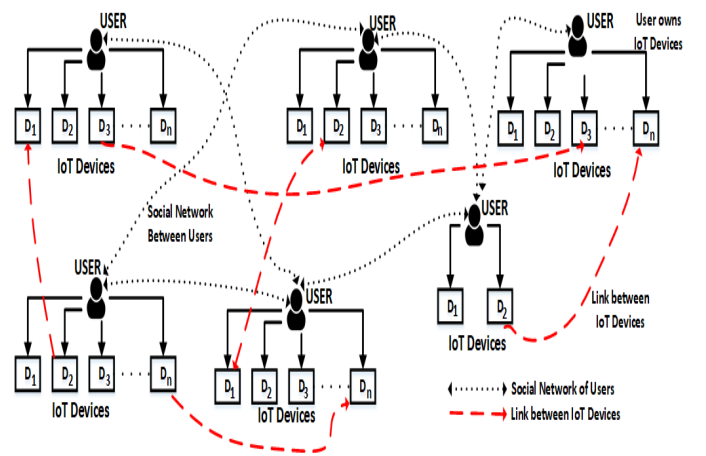 USER
USER
USER
User owns
IoT Devices
D1 D2 D3 Dn
D1 D2 D3 Dn
D1 D2 D3 Dn
IoT Devices
IoT Devices
IoT Devices
Social Network
Between Users
USER
USER
USER
D1 D2
IoT Devices
Link between
IoT Devices
D1 D2 D3 Dn
IoT Devices
D1 D2 D3 Dn
IoT Devices
Social Network of Users
Link between IoT Devices